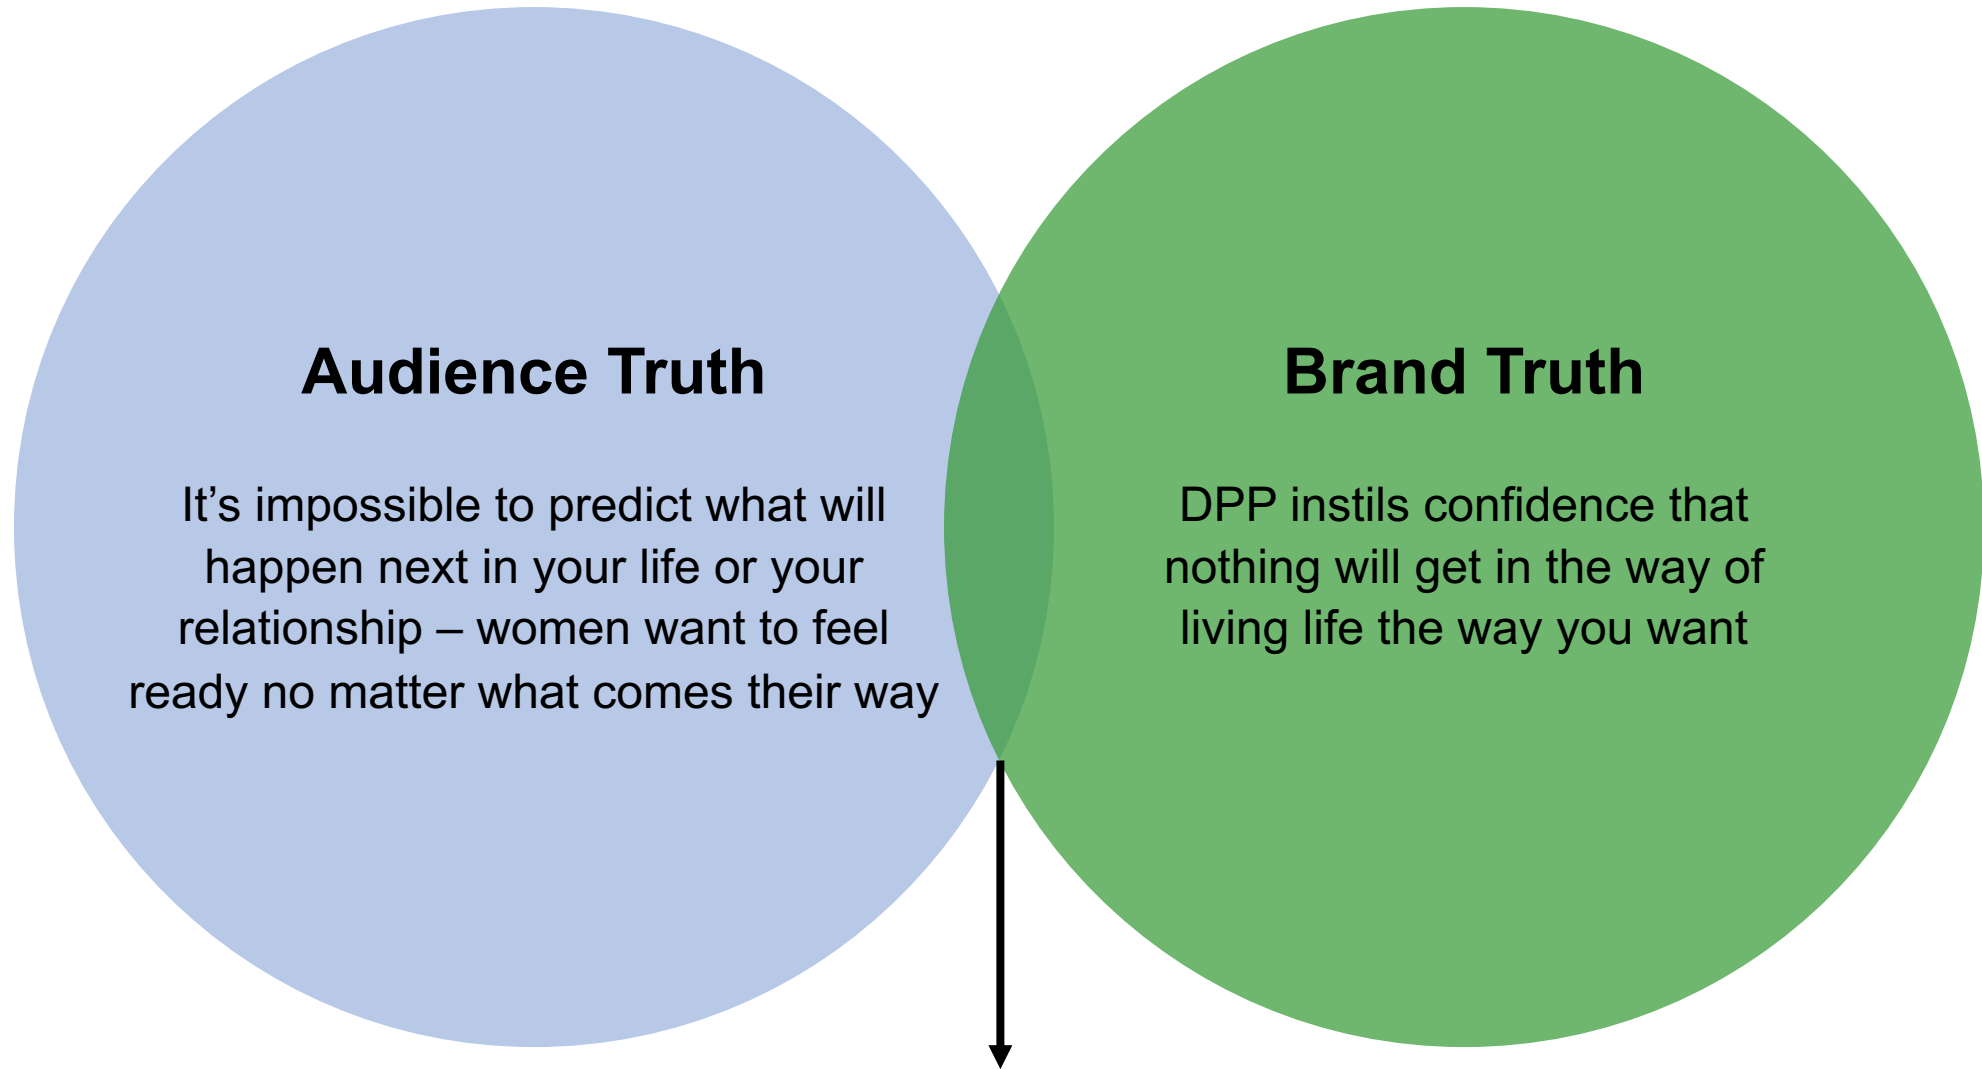 Audience Truth
It’s impossible to predict what will
happen next in your life or your
relationship – women want to feel
ready no matter what comes their way
Brand Truth
DPP instils confidence that
nothing will get in the way of
living life the way you want